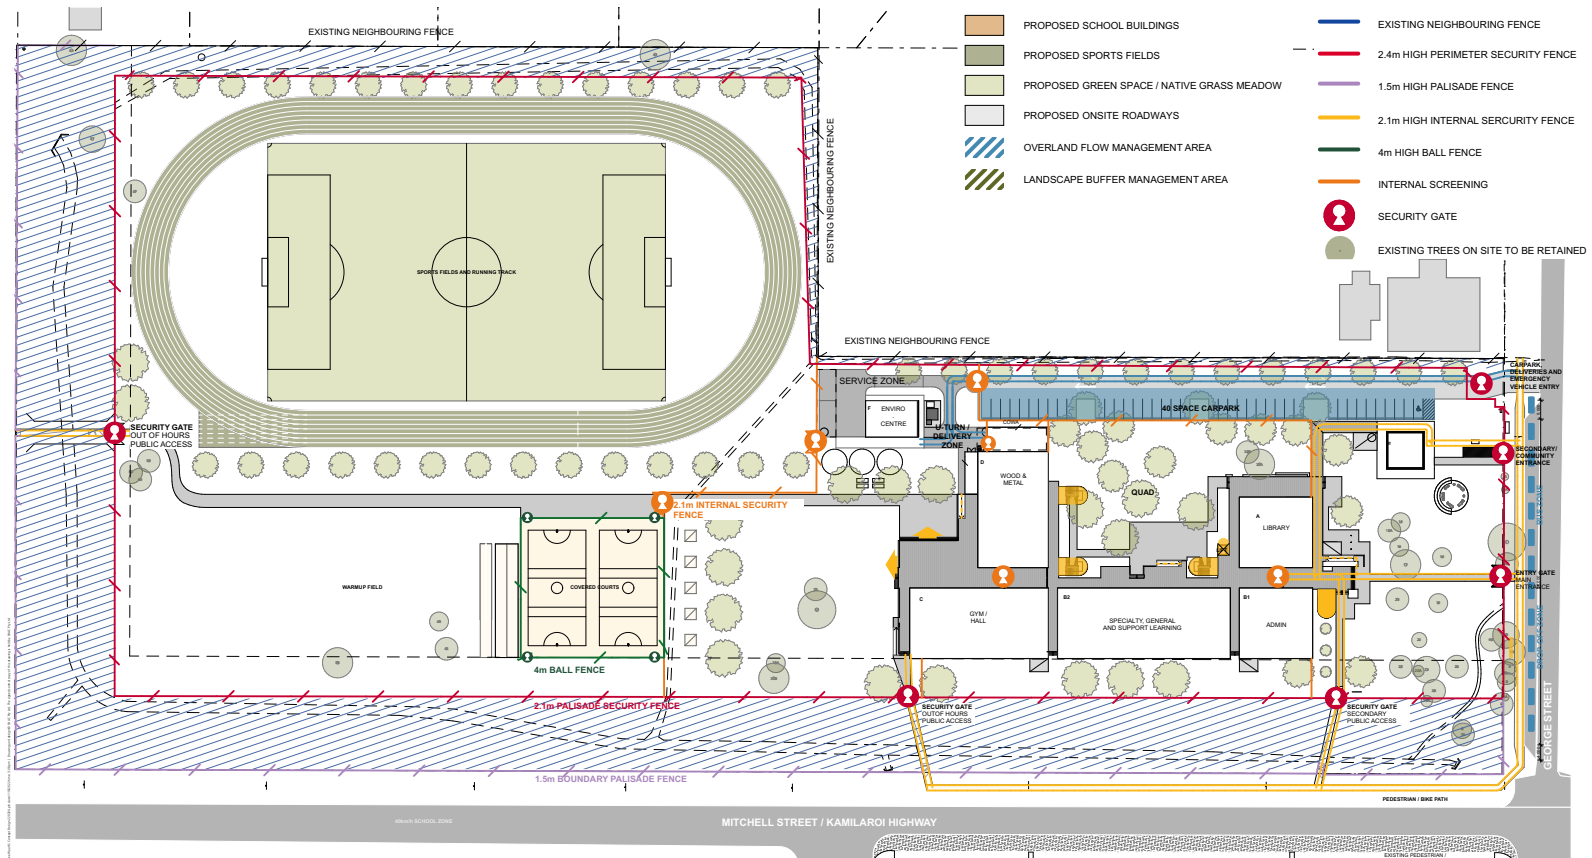 EXISTING NEIGHBOURING FENCE
PROPOSED SCHOOL BUILDINGS
PROPOSED SPORTS FIELDS
PROPOSED GREEN SPACE / NATIVE GRASS MEADOW
PROPOSED ONSITE ROADWAYS
OVERLAND FLOW MANAGEMENT AREA
LANDSCAPE BUFFER MANAGEMENT AREA
EXISTING NEIGHBOURING FENCE
2.4m HIGH PERIMETER SECURITY FENCE
1.5m HIGH PALISADE FENCE
2.1m HIGH INTERNAL SERCURITY FENCE
4m HIGH BALL FENCE
INTERNAL SCREENING
SECURITY GATE
EXISTING TREES ON SITE TO BE RETAINED
EXISTING NEIGHBOURING FENCE
SPORTS FIELDS AND RUNNING TRACK
EXISTING NEIGHBOURING FENCE
SERVICE ZONE
CARPARK,
DELIVERIES AND
EMERGENCY
VEHICLE ENTRY
F
ENVIRO
CENTRE
40 SPACE CARPARK
SECURITY GATE
OUT OF HOURS
PUBLIC ACCESS
U-TURN /
DELIVERY
ZONE
COWA
SECONDARY/
COMMUNITY
ENTRANCE
D
WOOD &
METAL
QUAD
2.1m INTERNAL SECURITY
FENCE
A
LIBRARY
WARMUP FIELD
COVERED COURTS
ENTRY GATE
MAIN
ENTRANCE
C
GYM /
HALL
B2
SPECIALTY, GENERAL
AND SUPPORT LEARNING
B1
ADMIN
4m BALL FENCE
2.1m PALISADE SECURITY FENCE
SECURITY GATE
OUTOF HOURS
PUBLIC ACCESS
SECURITY GATE
SECONDARY
PUBLIC ACCESS
GEORGE STREET
1.5m BOUNDARY PALISADE FENCE
PEDESTRIAN / BIKE PATH
SCHOOL ZONE
MITCHELL STREET / KAMILAROI HIGHWAY
EXISTING PEDESTRIAN /